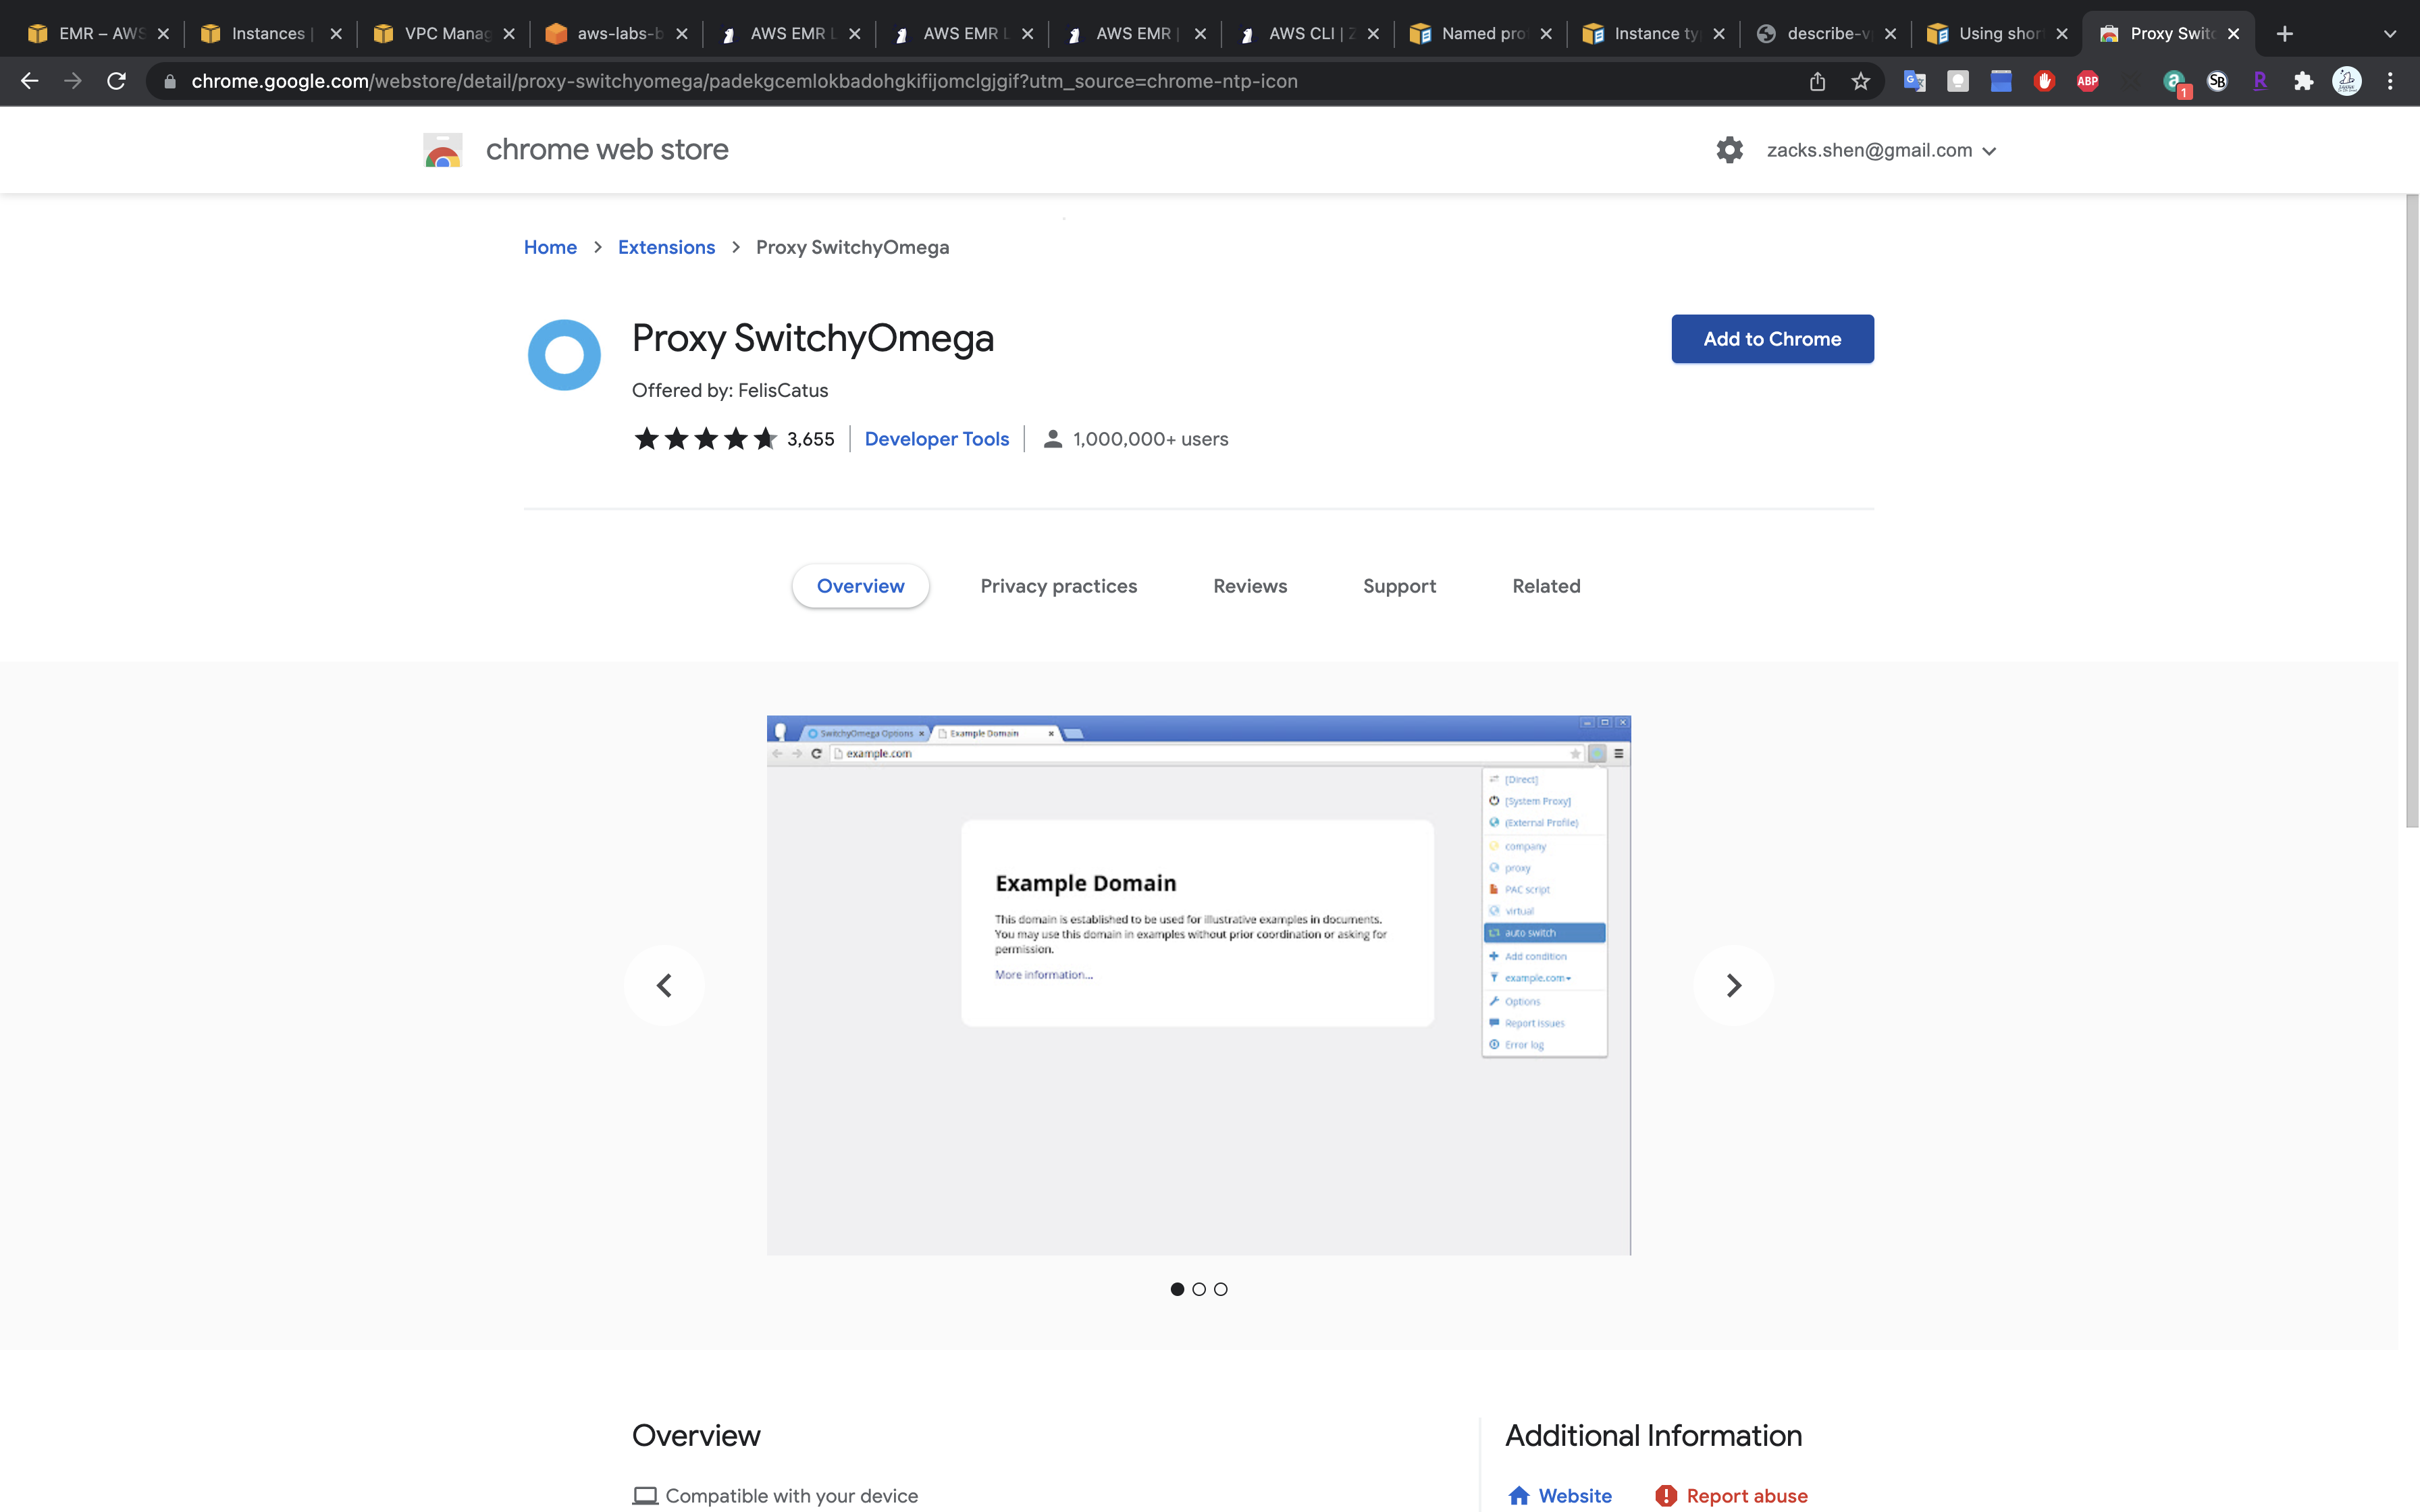 EMR – AWS
Instances |
VPC Manag
aws-labs-b
AWS EMR L
AWS EMR L
AWS EMR |
AWS CLI | Z
Named pro
Instance ty
describe-v
Using shor
Proxy Switc
chrome.google.com/webstore/detail/proxy-switchyomega/padekgcemlokbadohgkifijomclgjgif?utm_source=chrome-ntp-icon
ABP
1
SB
R
chrome web store
zacks.shen@gmail.com
Home > Extensions > Proxy SwitchyOmega
Proxy SwitchyOmega
Add to Chrome
Offered by: FelisCatus
3,655
Developer Tools
1,000,000+ users
Overview
Privacy practices
Reviews
Support
Related
SwitchyOmega Options
Example Domain
example.com
[Direct]
[System Proxy]
(External Profile)
company
proxy
PAC script
virtual
auto switch
Add condition
example.com
Options
Report issues
Error log
Example Domain
This domain is established to be used for illustrative examples in documents.
You may use this domain in examples without prior coordination or asking for
permission.
More information...
Overview
Compatible with your device
Additional Information
Website
Report abuse